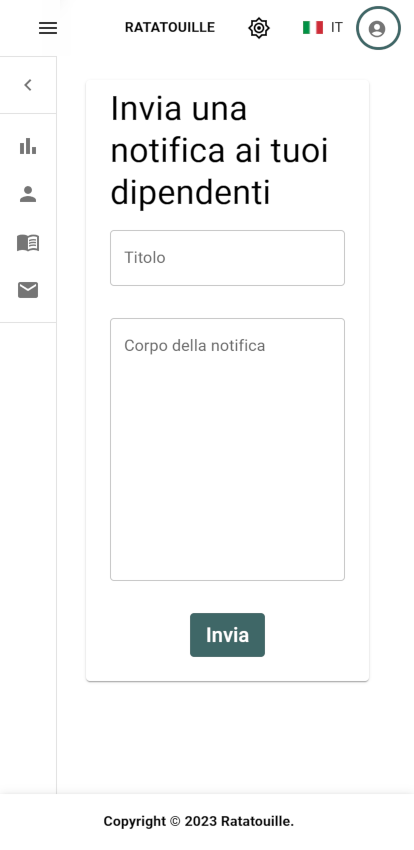 RATATOUILLE
IT
Invia una
notifica ai tuoi
dipendenti
Titolo
Corpo della notifica
Invia
Copyright © 2023 Ratatouille.